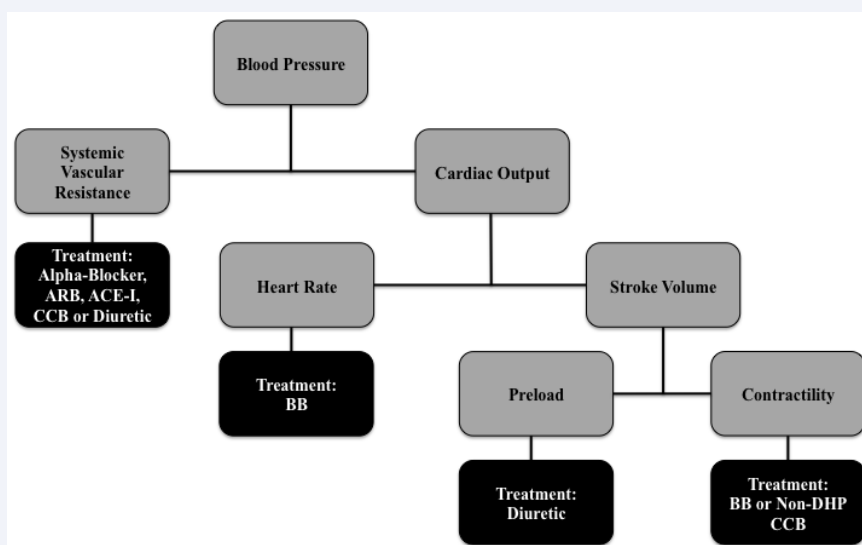 Blood Pressure
Systemic
Vascular
Resistance
Cardiac Output
Treatment:
Alpha-Blocker,
ARB, ACE-I,
CCB or Diuretic
Heart Rate
Stroke Volume
Treatment:
BB
Preload
Contractility
Treatment:
Diuretic
Treatment:
BB or Non-DHP
CCB